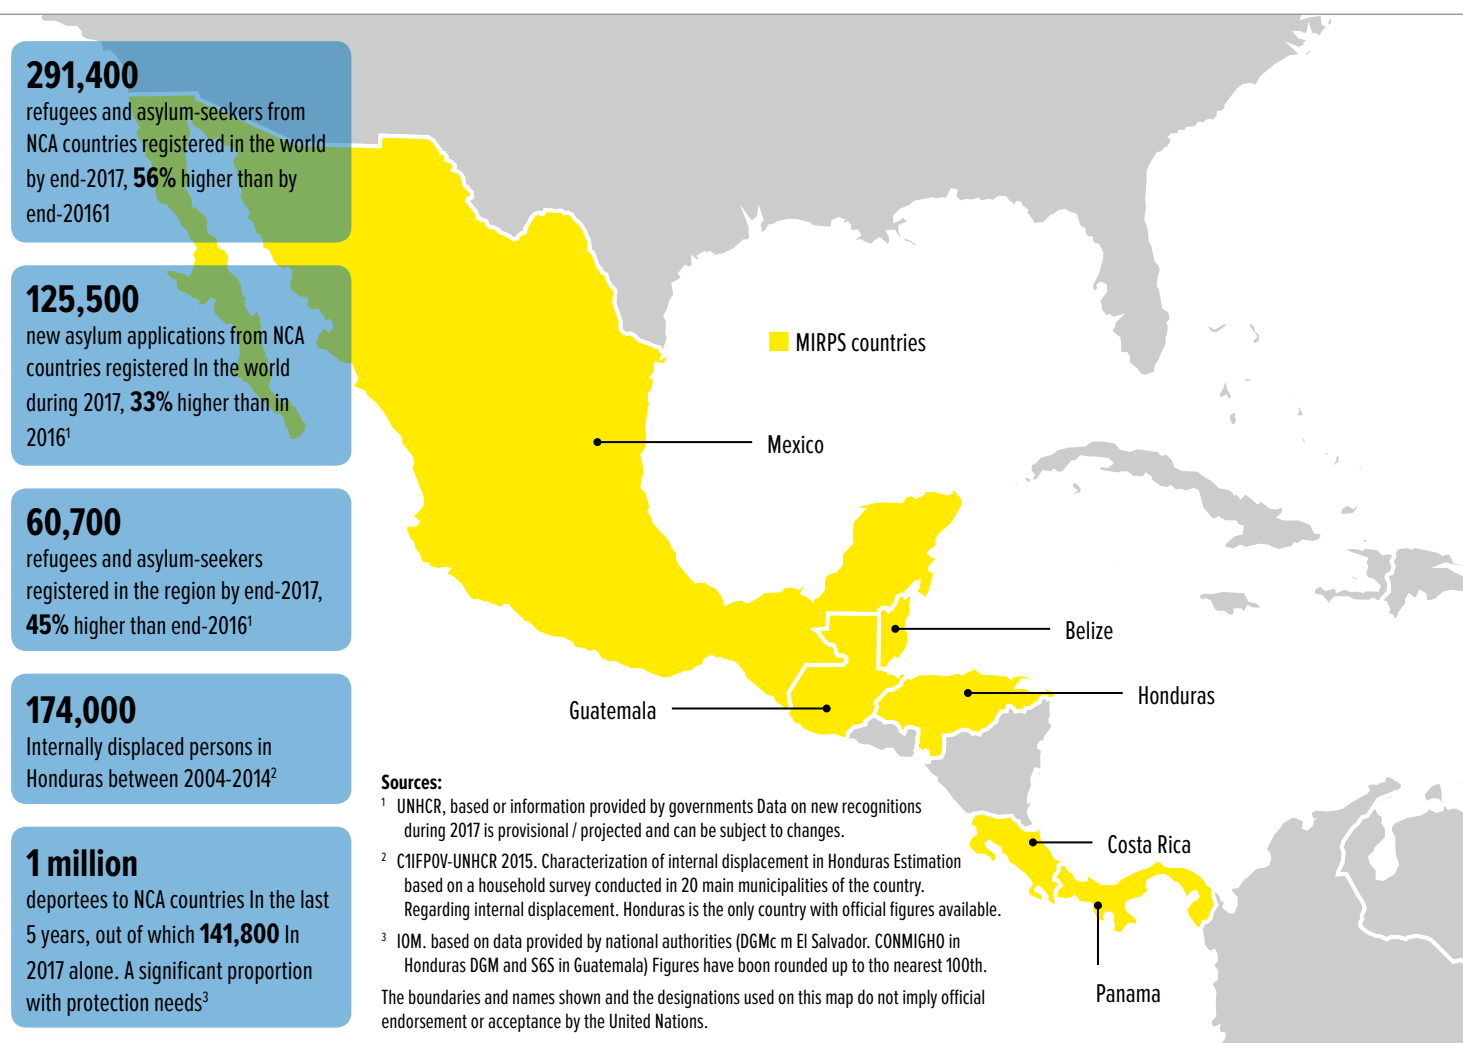 291,400
refugees and asylum-seekers from
NCA countries registered in the world
by end-2017, 56% higher than by
end-20161
125,500
new asylum applications from NCA
countries registered In the world
during 2017, 33% higher than in
2016¹
60,700
refugees and asylum-seekers
registered in the region by end-2017,
45% higher than end-2016¹
174,000
Internally displaced persons in
Honduras between 2004-2014²
1 million
deportees to NCA countries In the last
5 years, out of which 141,800 In
2017 alone. A significant proportion
with protection needs³
MIRPS countries
Mexico
Belize
Honduras
Guatemala
Costa Rica
Panama
Sources:
¹ UNHCR, based or information provided by governments Data on new recognitions
during 2017 is provisional / projected and can be subject to changes.
² C1IFPOV-UNHCR 2015. Characterization of internal displacement in Honduras Estimation
based on a household survey conducted in 20 main municipalities of the country.
Regarding internal displacement. Honduras is the only country with official figures available.
³ IOM. based on data provided by national authorities (DGMc m El Salvador. CONMIGHO in
Honduras DGM and S6S in Guatemala) Figures have boon rounded up to tho nearest 100th.
The boundaries and names shown and the designations used on this map do not imply official
endorsement or acceptance by the United Nations.